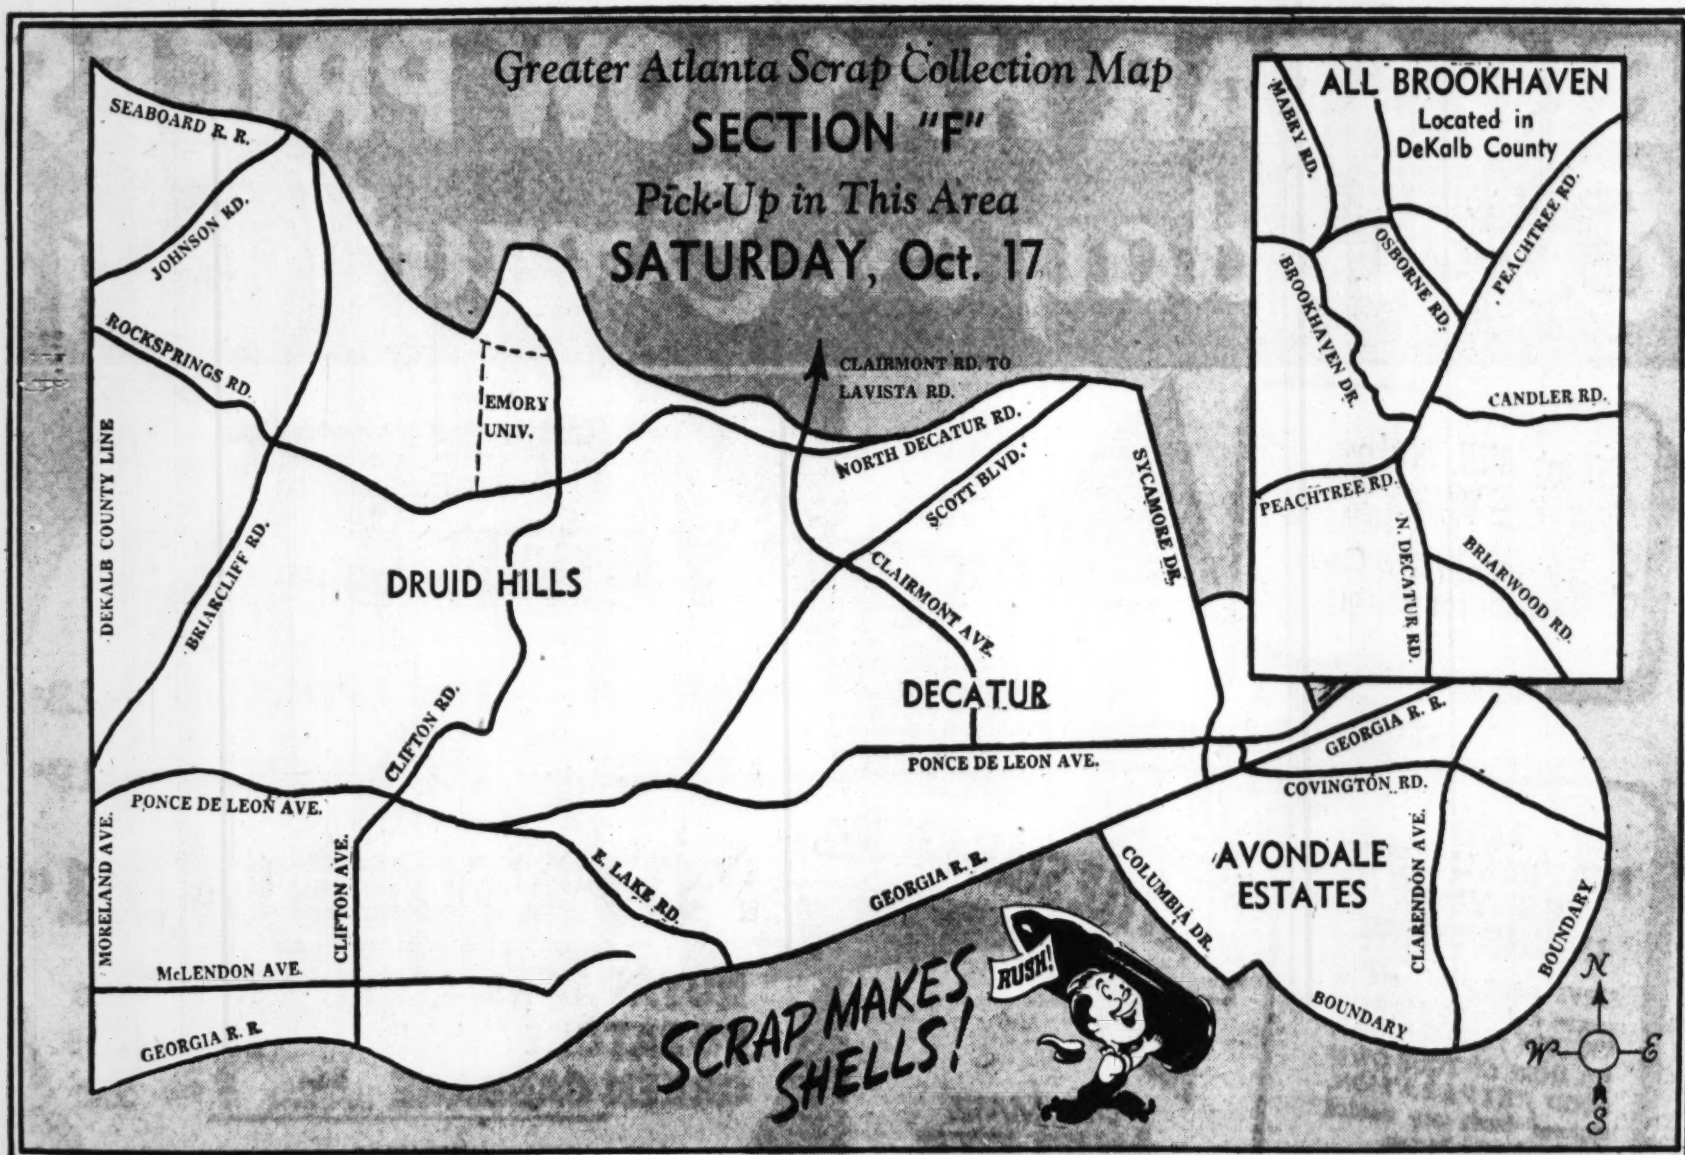 Greater Atlanta Scrap Collection Map
SECTION "F"
Pick-Up in This Area
SATURDAY, Oct. 17
ALL BROOKHAVEN
Located in
DeKalb County
MABRY RD.
OSBORNE RD.
PEACHTREE RD.
BROOKHAVEN DR.
CANDLER RD.
PEACHTREE RD.
N. DECATUR RD.
BRIARWOOD RD.
SEABOARD R. R.
JOHNSON RD.
ROCKSPRINGS RD.
DEKALB COUNTY LINE
BRIARCLIFF RD.
EMORY
UNIV.
CLAIRMONT RD. TO
LAVISTA RD.
NORTH DECATUR RD.
SCOTT BLVD.
SYCAMORE DR.
DRUID HILLS
CLAIRMONT AVE.
DECATUR
CLIFTON RD.
PONCE DE LEON AVE.
PONCE DE LEON AVE.
GEORGIA R. R.
COVINGTON RD.
MORELAND AVE.
CLIFTON AVE.
E. LAKE RD.
GEORGIA R. R.
COLUMBIA DR.
AVONDALE
ESTATES
CLARENDON AVE.
BOUNDARY
BOUNDARY
McLENDON AVE.
GEORGIA R. R.
SCRAP MAKES
SHELLS!
RUSH!
N
W
E
S